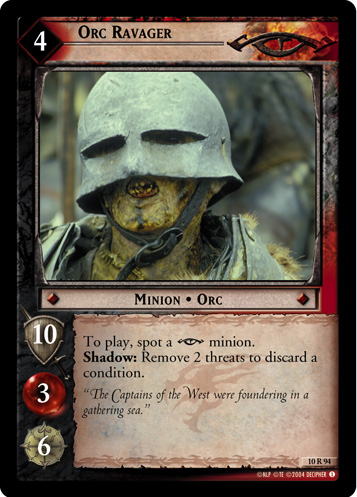 4
ORC RAVAGER
MINION • ORC
10
To play, spot a minion.
Shadow: Remove 2 threats to discard a
condition.
3
"The Captains of the West were foundering in a
gathering sea."
6
10 R 94
©NLP ©TE ©2004 DECIPHER